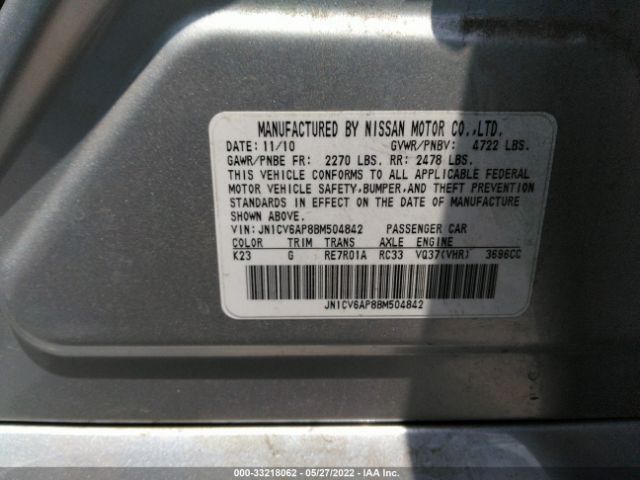 MANUFACTURED BY NISSAN MOTOR CO.,LTD.
DATE: 11/10 GVWR/PNBV: 4722 LBS.
GAWR/PNBE FR: 2270 LBS. RR: 2478 LBS.
THIS VEHICLE CONFORMS TO ALL APPLICABLE FEDERAL
MOTOR VEHICLE SAFETY,BUMPER,AND THEFT PREVENTION
STANDARDS IN EFFECT ON THE DATE OF MANUFACTURE
SHOWN ABOVE.
VIN: JN1CV6AP8BM504842 PASSENGER CAR
COLOR TRIM TRANS AXLE ENGINE
K23 G RE7R01A RC33 VQ37(VHR) 3696CC
JN1CV6AP8BM504842
000-33218062 - 05/27/2022 - IAA Inc.